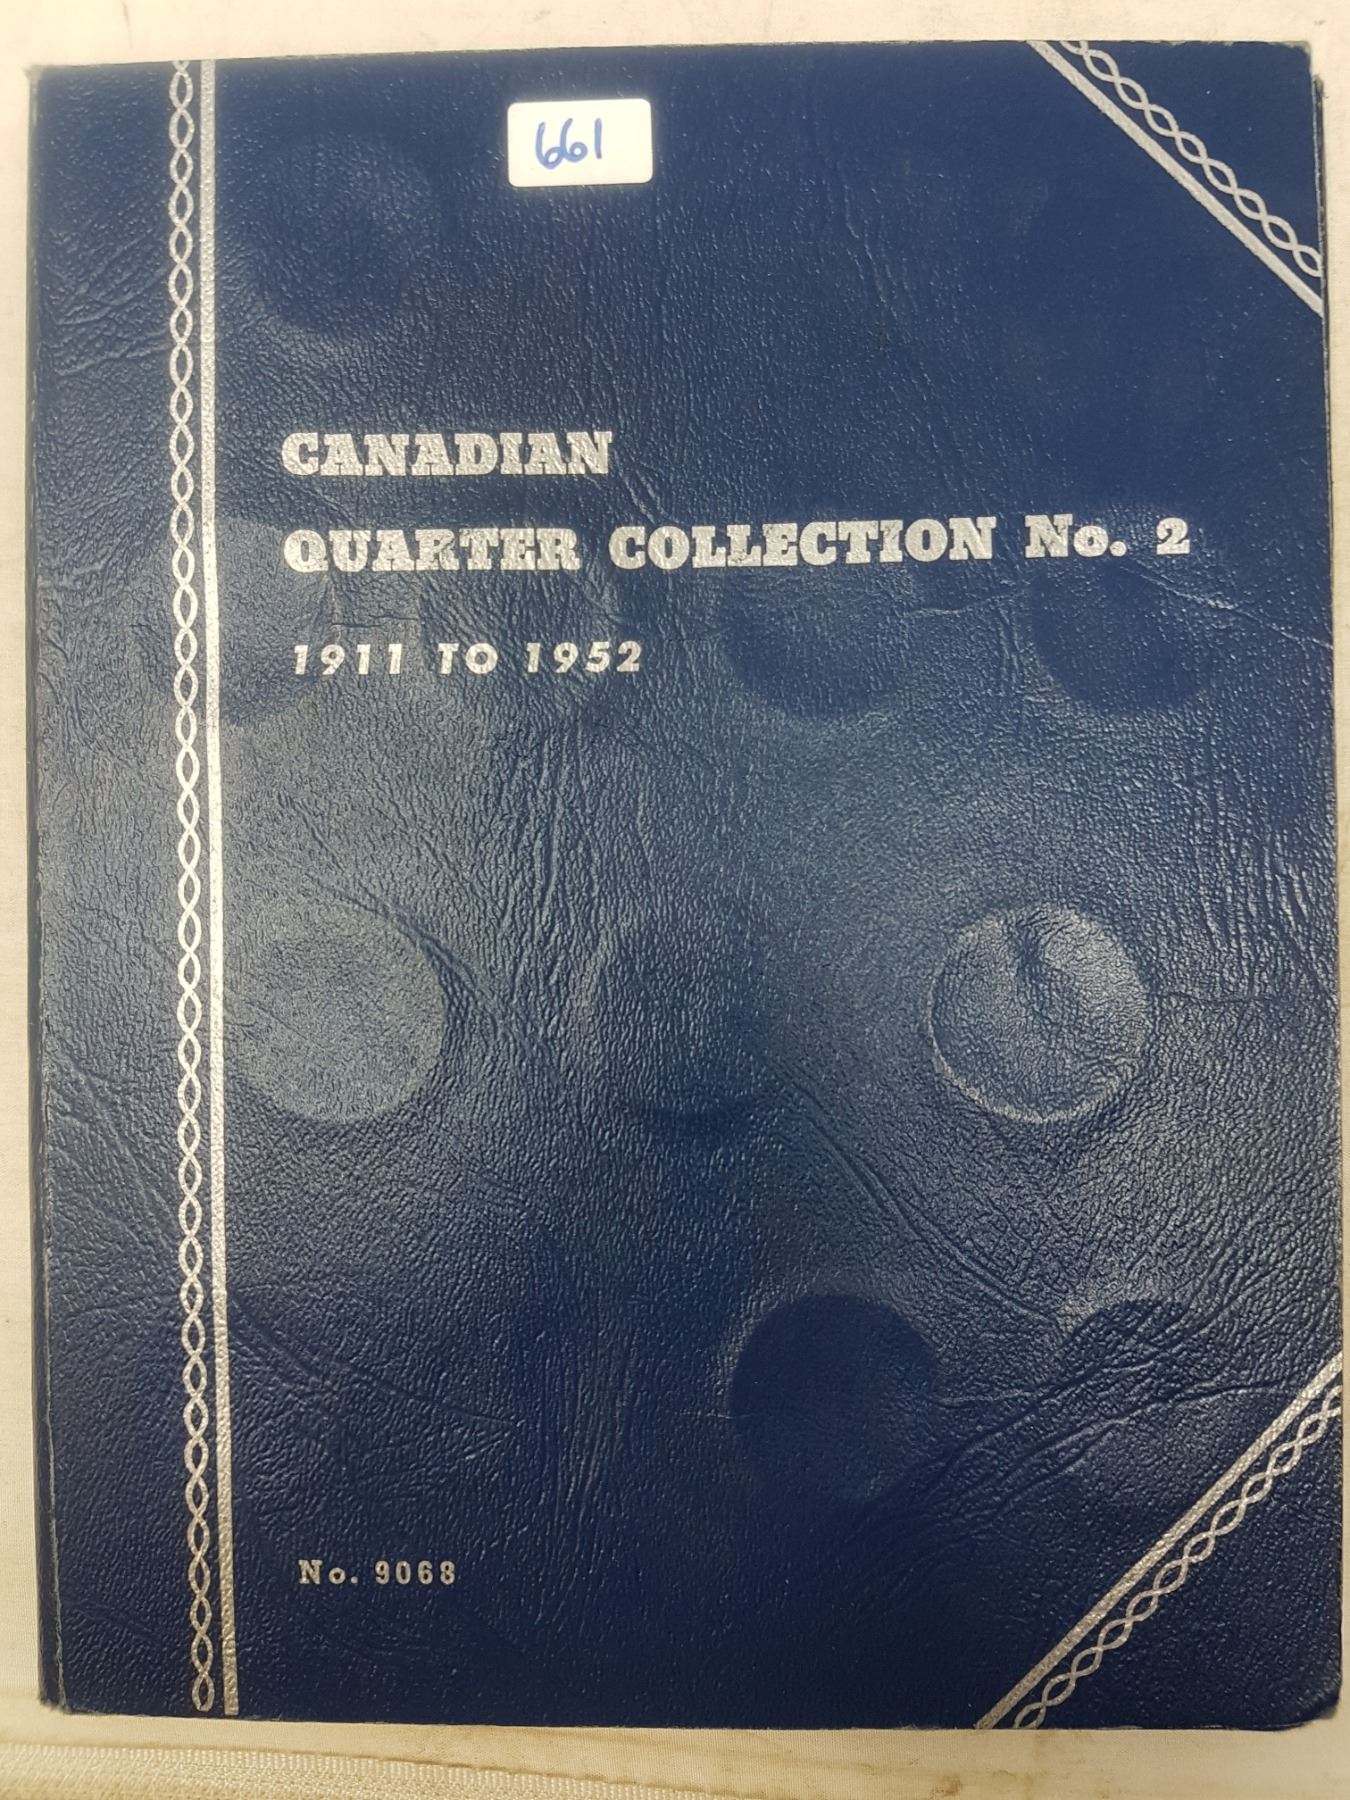 661
CANADIAN
QUARTER COLLECTION No. 2
1911 TO 1952
No. 9068